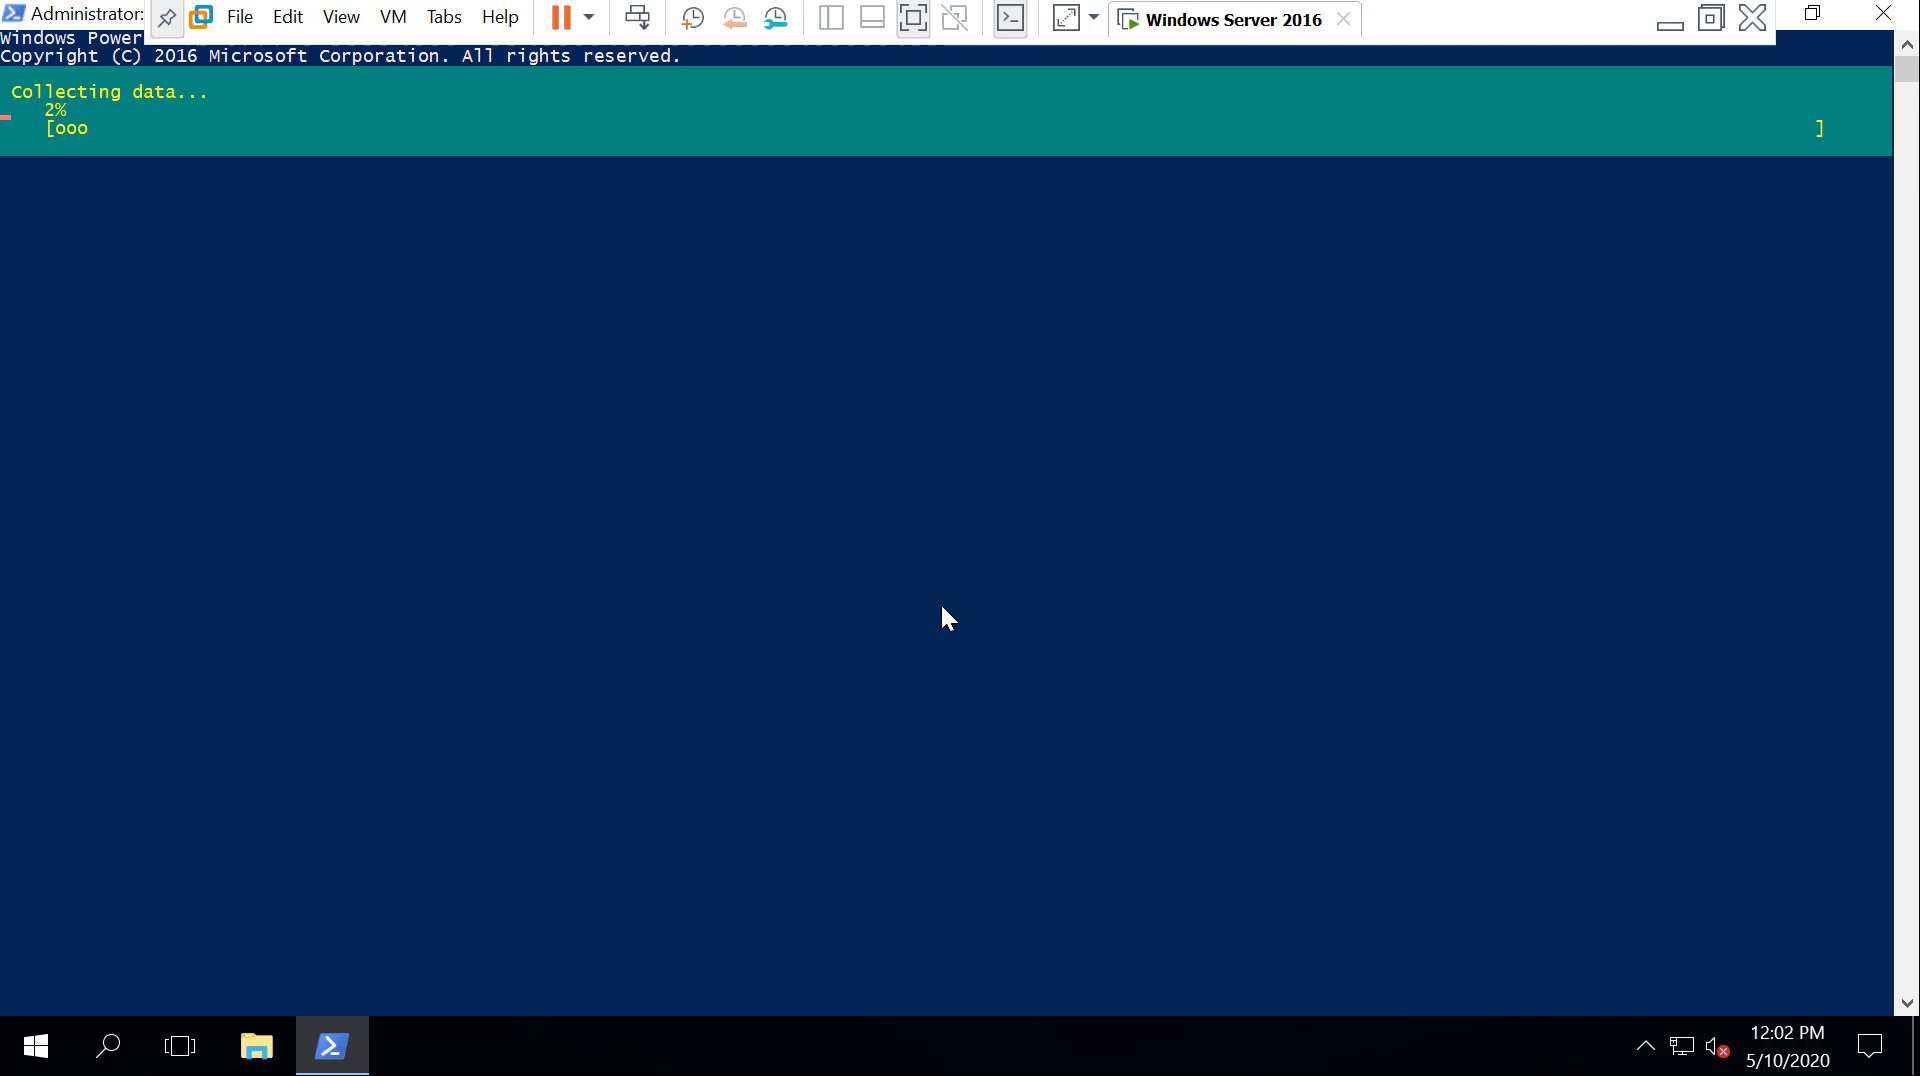 Administrator:
File Edit View VM Tabs Help
Windows Server 2016
Windows Power
Copyright (C) 2016 Microsoft Corporation. All rights reserved.
Collecting data...
2%
[ooo ]
12:02 PM
5/10/2020